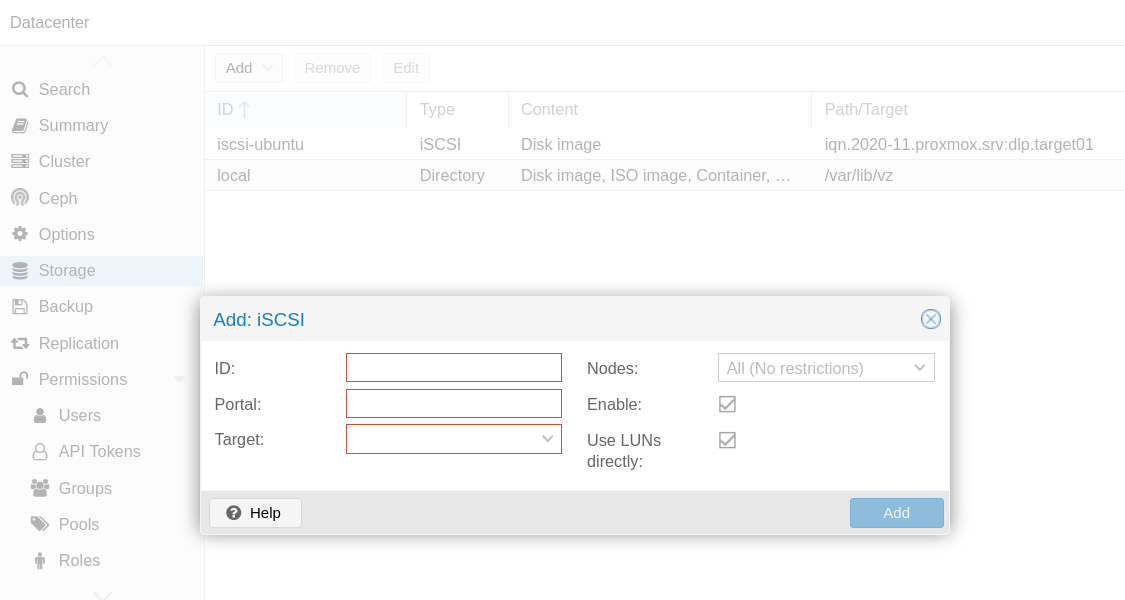 Datacenter
Search
Summary
Cluster
Ceph
Options
Storage
Backup
Replication
Permissions
Users
API Tokens
Groups
Pools
Roles
Add Remove Edit
ID Type Content Path/Target
iscsi-ubuntu iSCSI Disk image iqn.2020-11.proxmox.srv:dlp.target01
local Directory Disk image, ISO image, Container, … /var/lib/vz
Add: iSCSI
ID: Nodes: All (No restrictions)
Portal: Enable:
Target: Use LUNs
directly:
Help Add